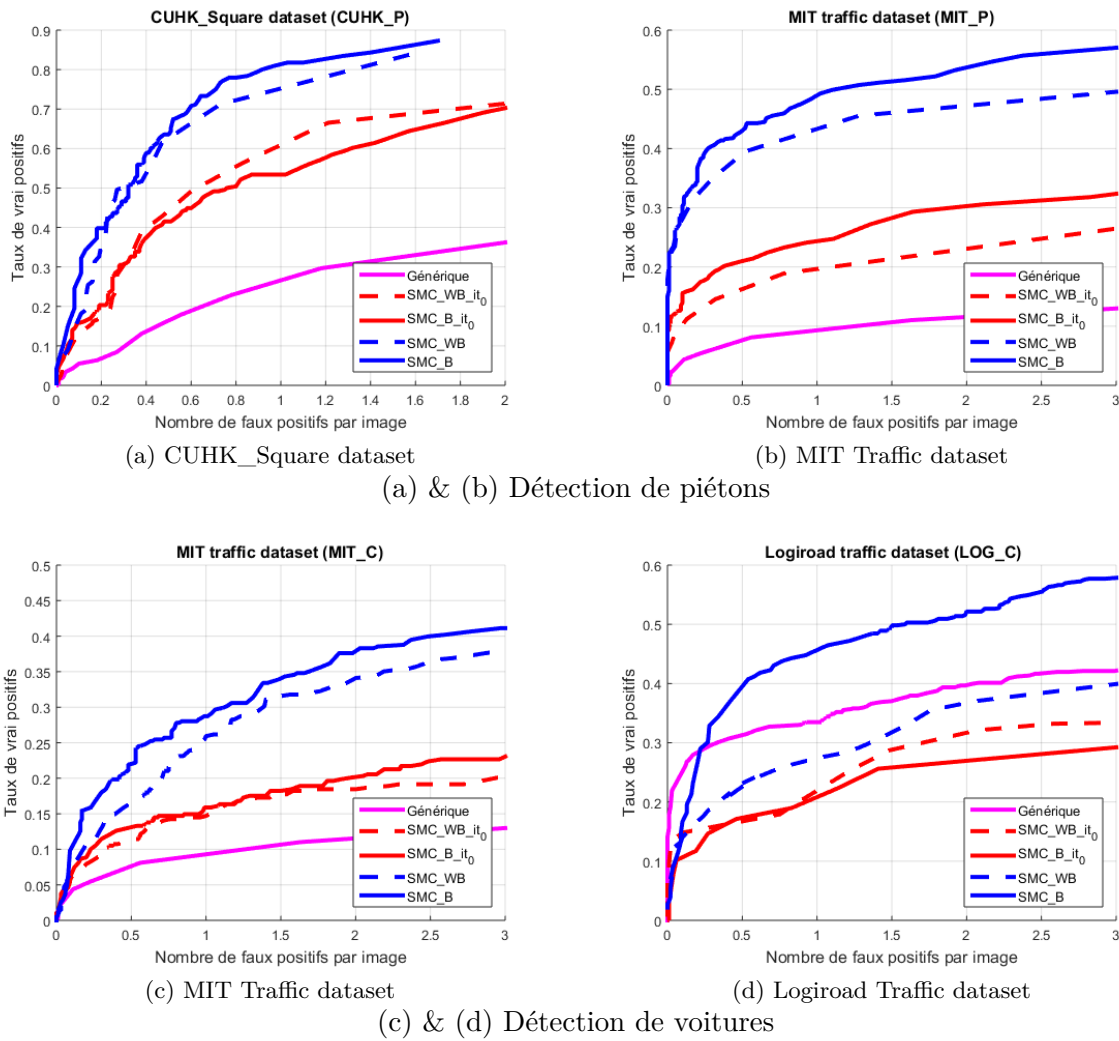 CUHK_Square dataset (CUHK_P)
Taux de vrai positifs
0.9
0.8
0.7
0.6
0.5
0.4
0.3
0.2
0.1
0
0 0.2 0.4 0.6 0.8 1 1.2 1.4 1.6 1.8 2
Générique
SMC_WB_it0
SMC_B_it0
SMC_WB
SMC_B
Nombre de faux positifs par image
(a) CUHK_Square dataset
MIT traffic dataset (MIT_P)
Taux de vrai positifs
0.6
0.5
0.4
0.3
0.2
0.1
0
0 0.5 1 1.5 2 2.5 3
Générique
SMC_WB_it0
SMC_B_it0
SMC_WB
SMC_B
Nombre de faux positifs par image
(b) MIT Traffic dataset
(a) & (b) Détection de piétons
MIT traffic dataset (MIT_C)
Taux de vrai positifs
0.5
0.45
0.4
0.35
0.3
0.25
0.2
0.15
0.1
0.05
0
0 0.5 1 1.5 2 2.5 3
Générique
SMC_WB_it0
SMC_B_it0
SMC_WB
SMC_B
Nombre de faux positifs par image
(c) MIT Traffic dataset
Logiroad traffic dataset (LOG_C)
Taux de vrai positifs
0.6
0.5
0.4
0.3
0.2
0.1
0
0 0.5 1 1.5 2 2.5 3
Générique
SMC_WB_it0
SMC_B_it0
SMC_WB
SMC_B
Nombre de faux positifs par image
(d) Logiroad Traffic dataset
(c) & (d) Détection de voitures